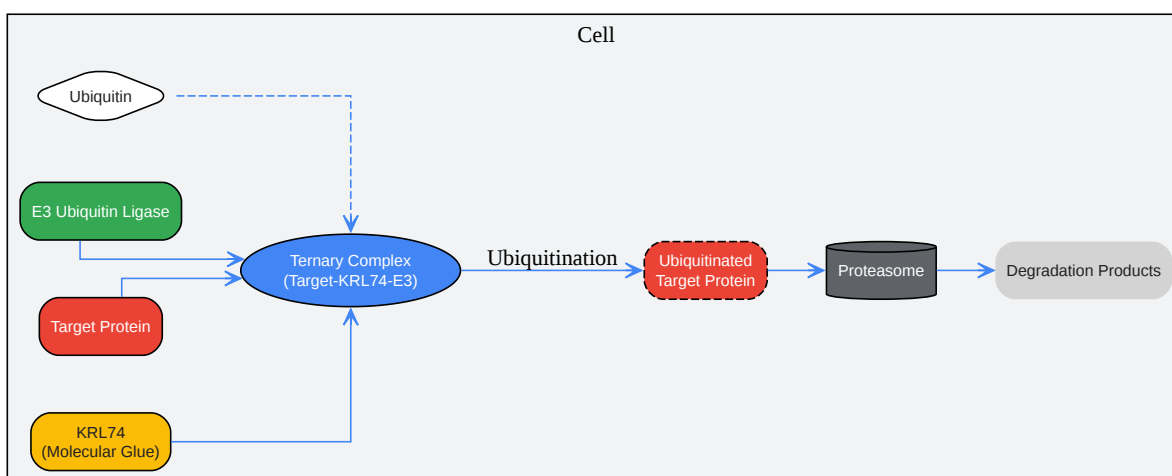 Cell
Ubiquitin
E3 Ubiquitin Ligase
Target Protein
KRL74
(Molecular Glue)
Ternary Complex
(Target-KRL74-E3)
Ubiquitination
Ubiquitinated
Target Protein
Proteasome
Degradation Products